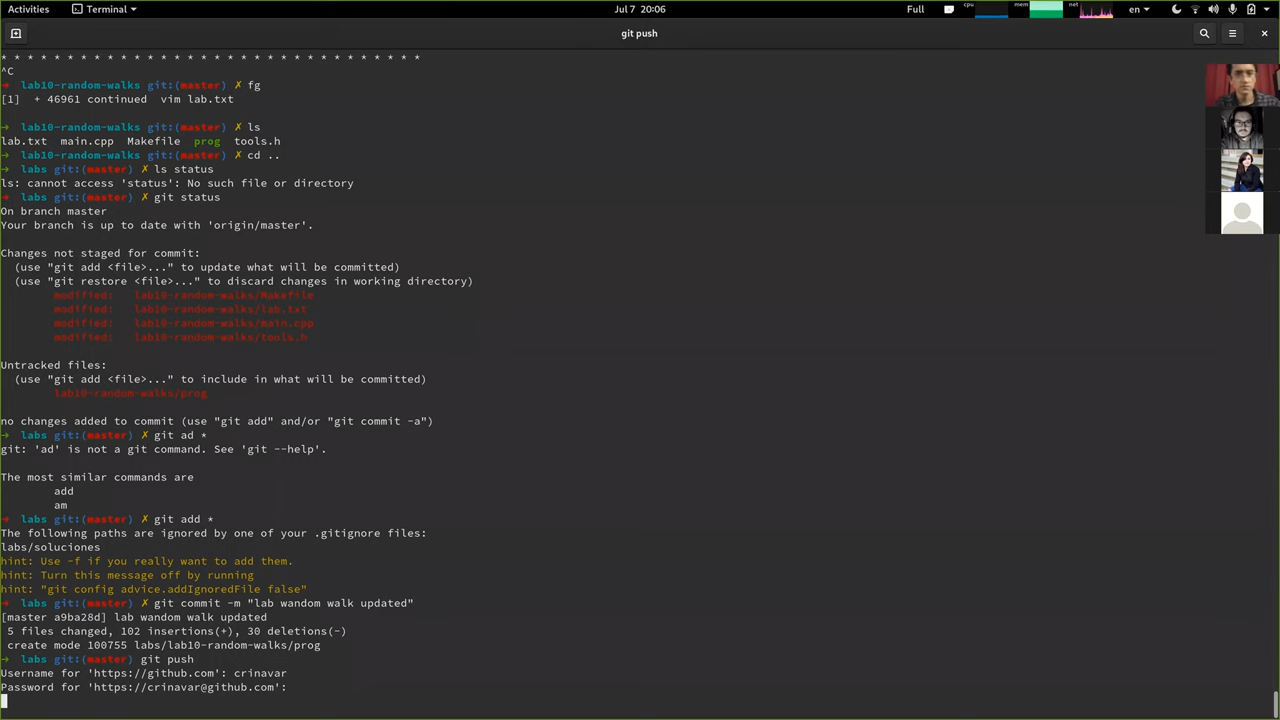 Activities Terminal Jul 7 20:06 Full cpu mem net en
git push
* * * * * * * * * * * * * * * * * * * * * * * * * * * * * * * *
^C
➜ lab10-random-walks git:(master) ✗ fg
[1]  + 46961 continued  vim lab.txt
➜ lab10-random-walks git:(master) ✗ ls
lab.txt  main.cpp  Makefile  prog  tools.h
➜ lab10-random-walks git:(master) ✗ cd ..
➜ labs git:(master) ✗ ls status
ls: cannot access 'status': No such file or directory
➜ labs git:(master) ✗ git status
On branch master
Your branch is up to date with 'origin/master'.
Changes not staged for commit:
(use "git add <file>..." to update what will be committed)
(use "git restore <file>..." to discard changes in working directory)
modified:   lab10-random-walks/Makefile
modified:   lab10-random-walks/lab.txt
modified:   lab10-random-walks/main.cpp
modified:   lab10-random-walks/tools.h
Untracked files:
(use "git add <file>..." to include in what will be committed)
lab10-random-walks/prog
no changes added to commit (use "git add" and/or "git commit -a")
➜ labs git:(master) ✗ git ad *
git: 'ad' is not a git command. See 'git --help'.
The most similar commands are
add
am
➜ labs git:(master) ✗ git add *
The following paths are ignored by one of your .gitignore files:
labs/soluciones
hint: Use -f if you really want to add them.
hint: Turn this message off by running
hint: "git config advice.addIgnoredFile false"
➜ labs git:(master) ✗ git commit -m "lab wandom walk updated"
[master a9ba28d] lab wandom walk updated
5 files changed, 102 insertions(+), 30 deletions(-)
create mode 100755 labs/lab10-random-walks/prog
➜ labs git:(master) git push
Username for 'https://github.com': crinavar
Password for 'https://crinavar@github.com':